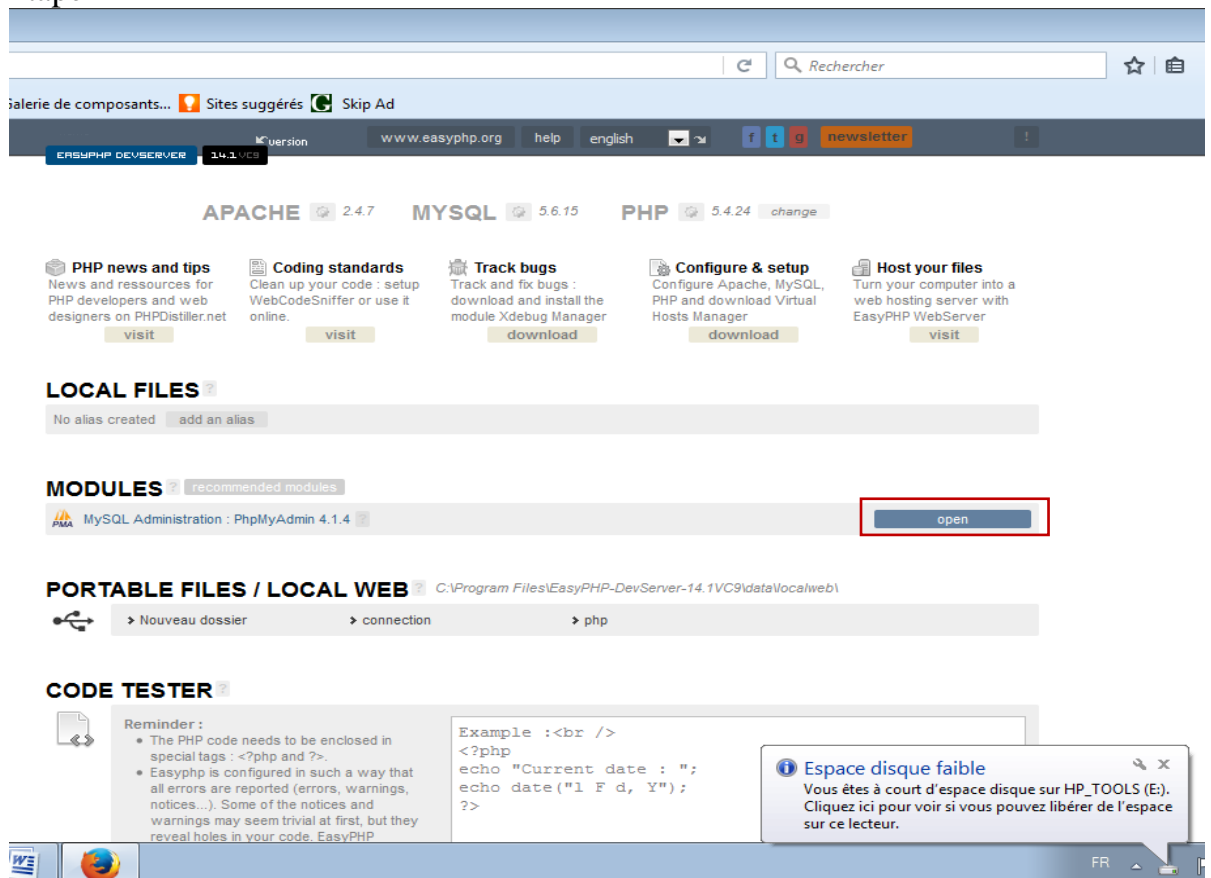 Rechercher
Galerie de composants... Sites suggérés Skip Ad
version www.easyphp.org help english f t g newsletter !
EASYPHP DEVSERVER 14.1 VC9
APACHE 2.4.7 MYSQL 5.6.15 PHP 5.4.24 change
PHP news and tips
News and ressources for
PHP developers and web
designers on PHPDistiller.net
visit
Coding standards
Clean up your code : setup
WebCodeSniffer or use it
online.
visit
Track bugs
Track and fix bugs :
download and install the
module Xdebug Manager
download
Configure & setup
Configure Apache, MySQL,
PHP and download Virtual
Hosts Manager
download
Host your files
Turn your computer into a
web hosting server with
EasyPHP WebServer
visit
LOCAL FILES ?
No alias created add an alias
MODULES ? recommended modules
PMA MySQL Administration : PhpMyAdmin 4.1.4 ? open
PORTABLE FILES / LOCAL WEB ? C:\Program Files\EasyPHP-DevServer-14.1VC9\data\localweb\
Nouveau dossier connection php
CODE TESTER ?
Reminder :
The PHP code needs to be enclosed in
special tags : <?php and ?>.
Easyphp is configured in such a way that
all errors are reported (errors, warnings,
notices...). Some of the notices and
warnings may seem trivial at first, but they
reveal holes in your code. EasyPHP
Example :<br />
<?php
echo "Current date : ";
echo date("l F d, Y");
?>
Espace disque faible
Vous êtes à court d'espace disque sur HP_TOOLS (E:).
Cliquez ici pour voir si vous pouvez libérer de l'espace
sur ce lecteur.
FR